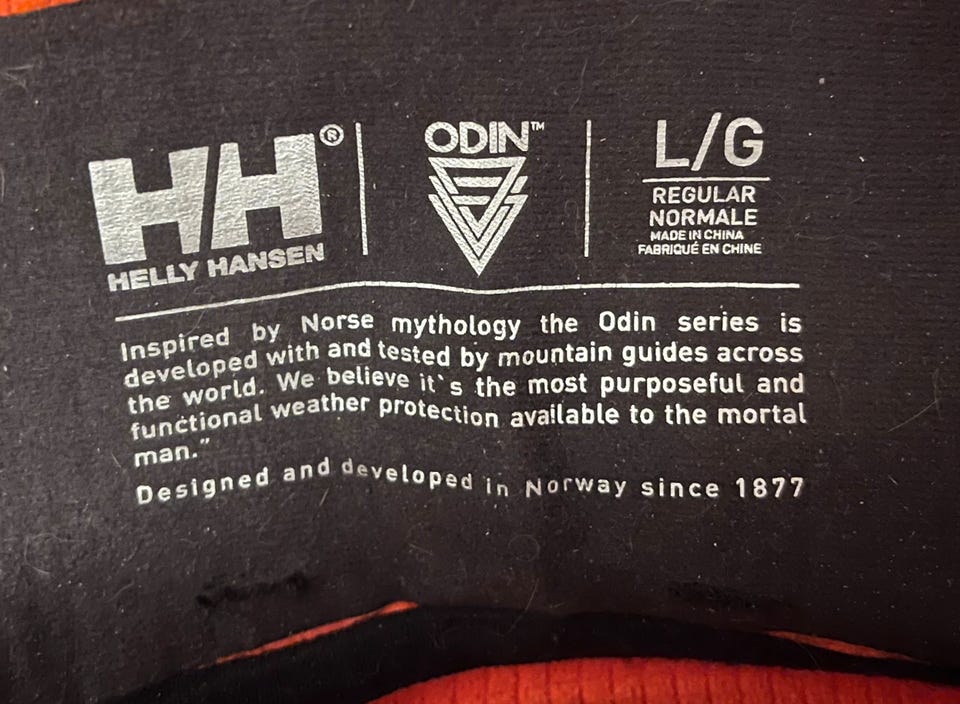 HH®
HELLY HANSEN
ODIN™
L/G
REGULAR
NORMALE
MADE IN CHINA
FABRIQUÉ EN CHINE
Inspired by Norse mythology the Odin series is
developed with and tested by mountain guides across
the world. We believe it`s the most purposeful and
functional weather protection available to the mortal
man.”
Designed and developed in Norway since 1877